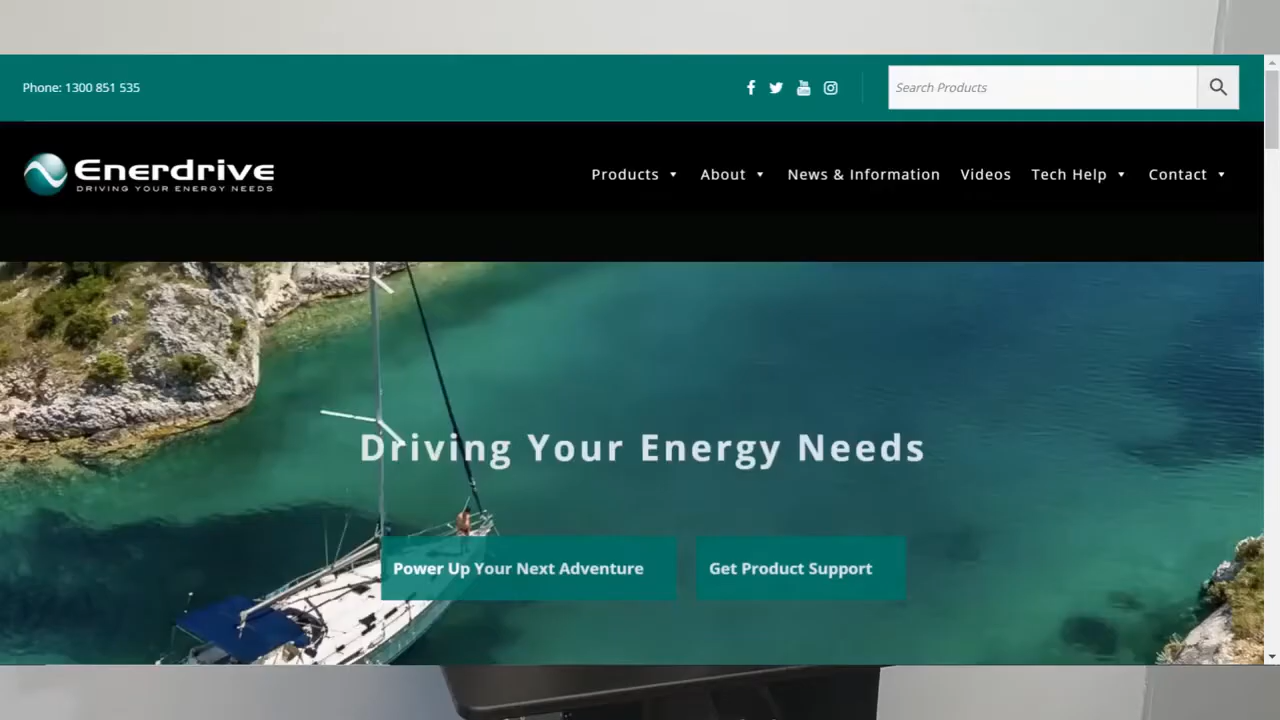 Phone: 1300 851 535
Search Products
Enerdrive
DRIVING YOUR ENERGY NEEDS
Products About News & Information Videos Tech Help Contact
Driving Your Energy Needs
Power Up Your Next Adventure
Get Product Support